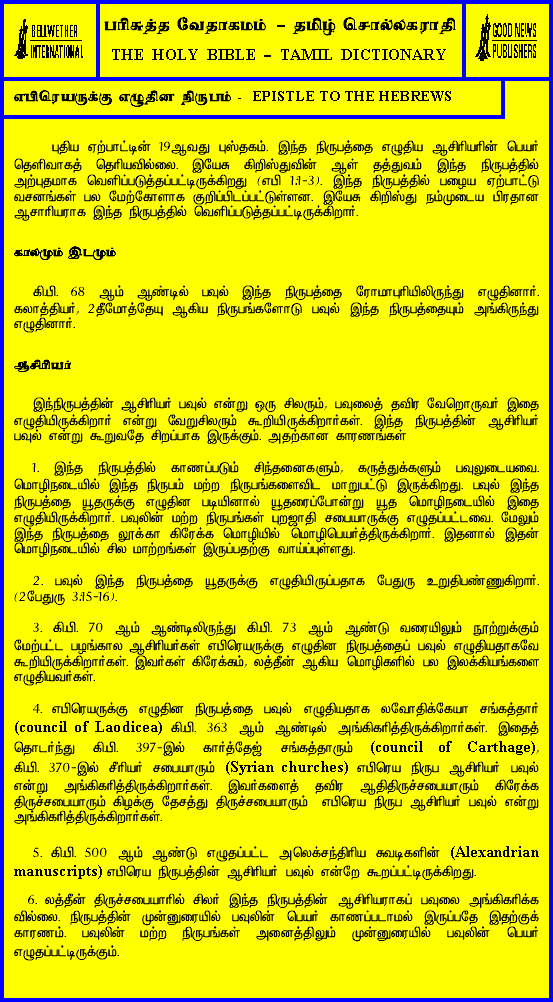 BELLWETHER
INTERNATIONAL
பரிசுத்த வேதாகமம் – தமிழ் சொல்லகராதி
THE HOLY BIBLE – TAMIL DICTIONARY
GOOD NEWS
PUBLISHERS
எபிரெயருக்கு எழுதின நிருபம் - EPISTLE TO THE HEBREWS
புதிய ஏற்பாட்டின் 19ஆவது புஸ்தகம். இந்த நிருபத்தை எழுதிய ஆசிரியரின் பெயர்
தெளிவாகத் தெரியவில்லை. இயேசு கிறிஸ்துவின் ஆள் தத்துவம் இந்த நிருபத்தில்
அற்புதமாக வெளிப்படுத்தப்பட்டிருக்கிறது (எபி 1:1-3). இந்த நிருபத்தில் பழைய ஏற்பாட்டு
வசனங்கள் பல மேற்கோளாக குறிப்பிடப்பட்டுள்ளன. இயேசு கிறிஸ்து நம்முடைய பிரதான
ஆசாரியராக இந்த நிருபத்தில் வெளிப்படுத்தப்பட்டிருக்கிறார்.
காலமும் இடமும்
கி.பி. 68 ஆம் ஆண்டில் பவுல் இந்த நிருபத்தை ரோமாபுரியிலிருந்து எழுதினார்.
கலாத்தியர், 2தீமோத்தேயு ஆகிய நிருபங்களோடு பவுல் இந்த நிருபத்தையும் அங்கிருந்து
எழுதினார்.
ஆசிரியர்
இந்நிருபத்தின் ஆசிரியர் பவுல் என்று ஒரு சிலரும், பவுலைத் தவிர வேறொருவர் இதை
எழுதியிருக்கிறார் என்று வேறுசிலரும் கூறியிருக்கிறார்கள். இந்த நிருபத்தின் ஆசிரியர்
பவுல் என்று கூறுவதே சிறப்பாக இருக்கும். அதற்கான காரணங்கள்
1. இந்த நிருபத்தில் காணப்படும் சிந்தனைகளும், கருத்துக்களும் பவுலுடையவை.
மொழிநடையில் இந்த நிருபம் மற்ற நிருபங்களைவிட மாறுபட்டு இருக்கிறது. பவுல் இந்த
நிருபத்தை யூதருக்கு எழுதின படியினால் யூதரைப்போன்று யூத மொழிநடையில் இதை
எழுதியிருக்கிறார். பவுலின் மற்ற நிருபங்கள் புறஜாதி சபையாருக்கு எழுதப்பட்டவை. மேலும்
இந்த நிருபத்தை லூக்கா கிரேக்க மொழியில் மொழிபெயர்த்திருக்கிறார். இதனால் இதன்
மொழிநடையில் சில மாற்றங்கள் இருப்பதற்கு வாய்ப்புள்ளது.
2. பவுல் இந்த நிருபத்தை யூதருக்கு எழுதியிருப்பதாக பேதுரு உறுதிபண்ணுகிறார்.
(2பேதுரு 3:15-16).
3. கி.பி. 70 ஆம் ஆண்டிலிருந்து கி.பி. 73 ஆம் ஆண்டு வரையிலும் நூற்றுக்கும்
மேற்பட்ட பழங்கால ஆசிரியர்கள் எபிரெயருக்கு எழுதின நிருபத்தைப் பவுல் எழுதியதாகவே
கூறியிருக்கிறார்கள். இவர்கள் கிரேக்கம், லத்தீன் ஆகிய மொழிகளில் பல இலக்கியங்களை
எழுதியவர்கள்.
4. எபிரெயருக்கு எழுதின நிருபத்தை பவுல் எழுதியதாக லவோதிக்கேயா சங்கத்தார்
(council of Laodicea) கி.பி. 363 ஆம் ஆண்டில் அங்கிகரித்திருக்கிறார்கள். இதைத்
தொடர்ந்து கி.பி. 397-இல் கார்த்தேஜ் சங்கத்தாரும் (council of Carthage),
கி.பி. 370-இல் சீரியர் சபையாரும் (Syrian churches) எபிரெய நிருப ஆசிரியர் பவுல்
என்று அங்கிகரித்திருக்கிறார்கள். இவர்களைத் தவிர ஆதிதிருச்சபையாரும் கிரேக்க
திருச்சபையாரும் கிழக்கு தேசத்து திருச்சபையாரும் எபிரெய நிருப ஆசிரியர் பவுல் என்று
அங்கிகரித்திருக்கிறார்கள்.
5. கி.பி. 500 ஆம் ஆண்டு எழுதப்பட்ட அலெக்சந்திரிய சுவடிகளின் (Alexandrian
manuscripts) எபிரெய நிருபத்தின் ஆசிரியர் பவுல் என்றே கூறப்பட்டிருக்கிறது.
6. லத்தீன் திருச்சபையாரில் சிலர் இந்த நிருபத்தின் ஆசிரியராகப் பவுலை அங்கிகரிக்க
வில்லை. நிருபத்தின் முன்னுரையில் பவுலின் பெயர் காணப்படாமல் இருப்பதே இதற்குக்
காரணம். பவுலின் மற்ற நிருபங்கள் அனைத்திலும் முன்னுரையில் பவுலின் பெயர்
எழுதப்பட்டிருக்கும்.